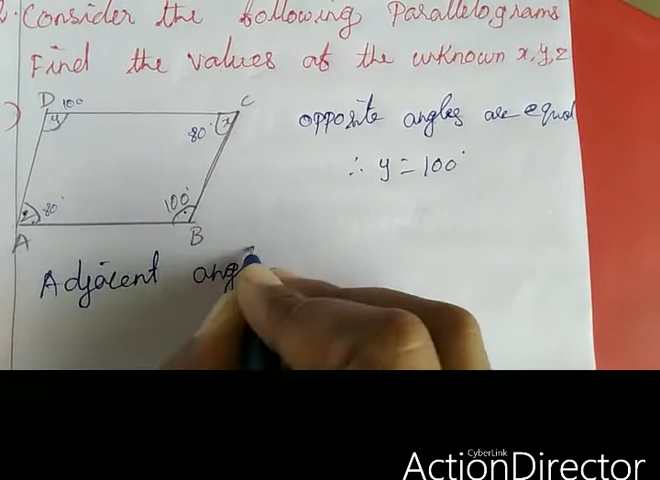 Consider the following Parallelograms
Find the values of the unknown x,y,z
D 100 C
y 80° x
opposite angles are equal
∴ y = 100°
z 80° 100°
A B
Adjacent ang
CyberLink
ActionDirector